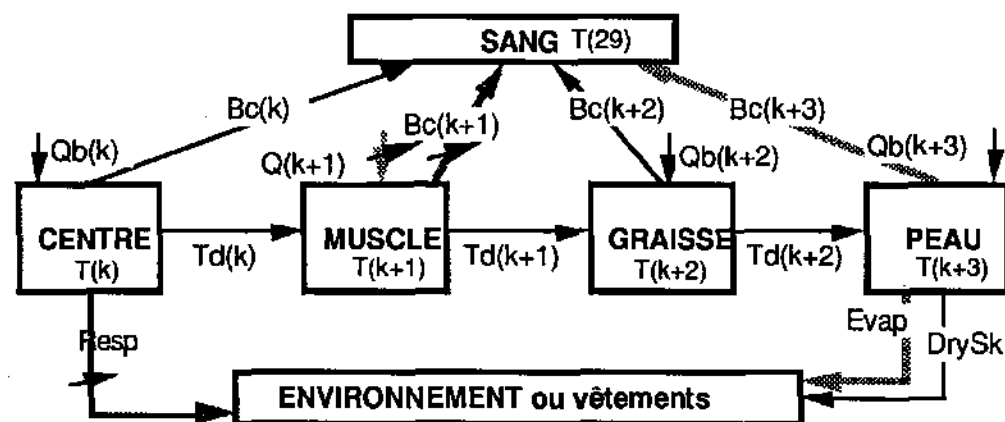 SANG T(29)
Bc(k)
Bc(k+1)
Bc(k+2)
Bc(k+3)
Qb(k)
Q(k+1)
Qb(k+2)
Qb(k+3)
CENTRE
T(k)
Td(k)
MUSCLE
T(k+1)
Td(k+1)
GRAISSE
T(k+2)
Td(k+2)
PEAU
T(k+3)
Resp
Evap
DrySk
ENVIRONNEMENT ou vêtements